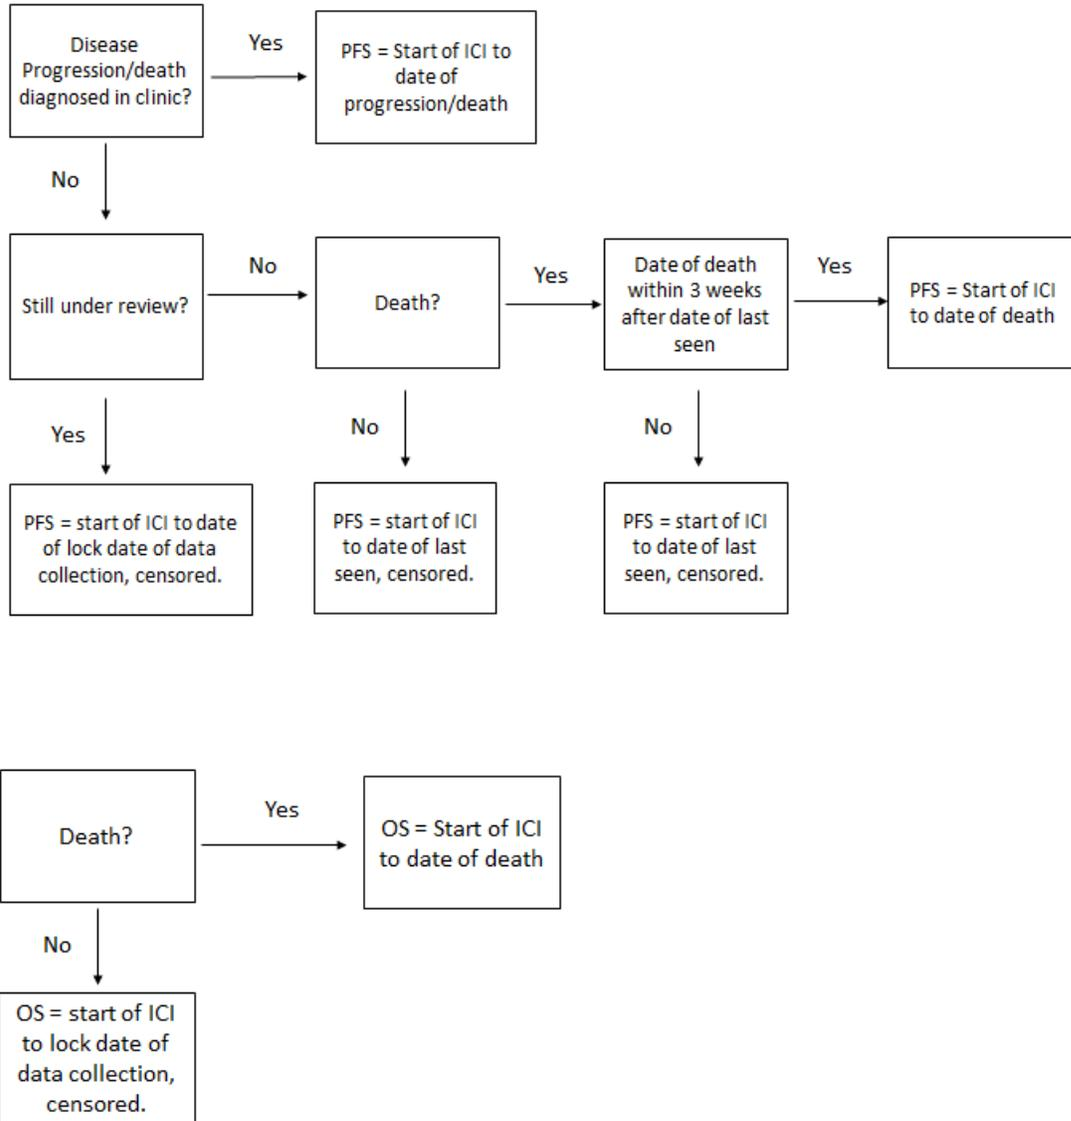 Disease
Progression/death
diagnosed in clinic?
Yes
PFS = Start of ICI to
date of
progression/death
No
Still under review?
No
Death?
Yes
Date of death
within 3 weeks
after date of last
seen
Yes
PFS = Start of ICI
to date of death
Yes
PFS = start of ICI to date
of lock date of data
collection, censored.
No
PFS = start of ICI
to date of last
seen, censored.
No
PFS = start of ICI
to date of last
seen, censored.
Death?
Yes
OS = Start of ICI
to date of death
No
OS = start of ICI
to lock date of
data collection,
censored.